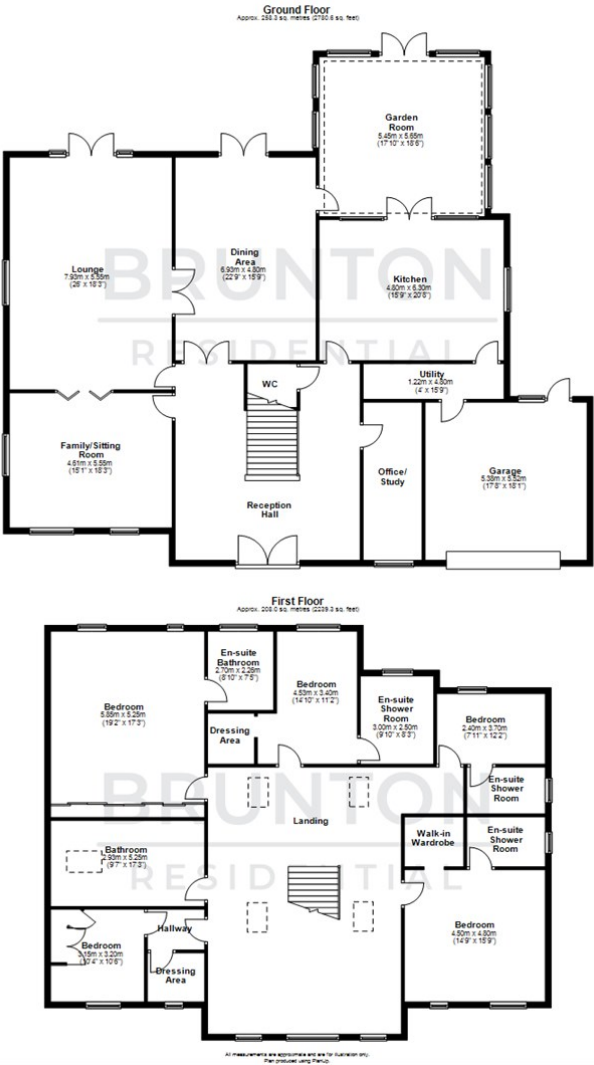 Ground Floor
Approx. 258.3 sq. metres (2780.6 sq. feet)
Garden
Room
5.45m x 5.65m
(17'10" x 18'6")
Lounge
7.93m x 5.55m
(26' x 18'3")
Dining
Area
6.93m x 4.80m
(22'9" x 15'9")
Kitchen
4.80m x 6.30m
(15'9" x 20'8")
BRUNTON
RESIDENTIAL
WC
Utility
1.22m x 4.80m
(4' x 15'9")
Family/Sitting
Room
4.61m x 5.55m
(15'1" x 18'3")
Office/
Study
Garage
5.38m x 5.52m
(17'8" x 18'1")
Reception
Hall
First Floor
Approx. 208.0 sq. metres (2239.3 sq. feet)
En-suite
Bathroom
2.70m x 2.26m
(8'10" x 7'5")
Bedroom
5.85m x 5.25m
(19'2" x 17'3")
Bedroom
4.53m x 3.40m
(14'10" x 11'2")
En-suite
Shower
Room
3.00m x 2.50m
(9'10" x 8'3")
Bedroom
2.40m x 3.70m
(7'11" x 12'2")
Dressing
Area
En-suite
Shower
Room
BRUNTON
RESIDENTIAL
Landing
Walk-in
Wardrobe
En-suite
Shower
Room
Bathroom
2.93m x 5.25m
(9'7" x 17'3")
Hallway
Bedroom
3.15m x 3.20m
(10'4" x 10'6")
Bedroom
4.50m x 4.80m
(14'9" x 15'9")
Dressing
Area
All measurements are approximate and are for illustration only.
Plan produced using PlanUp.